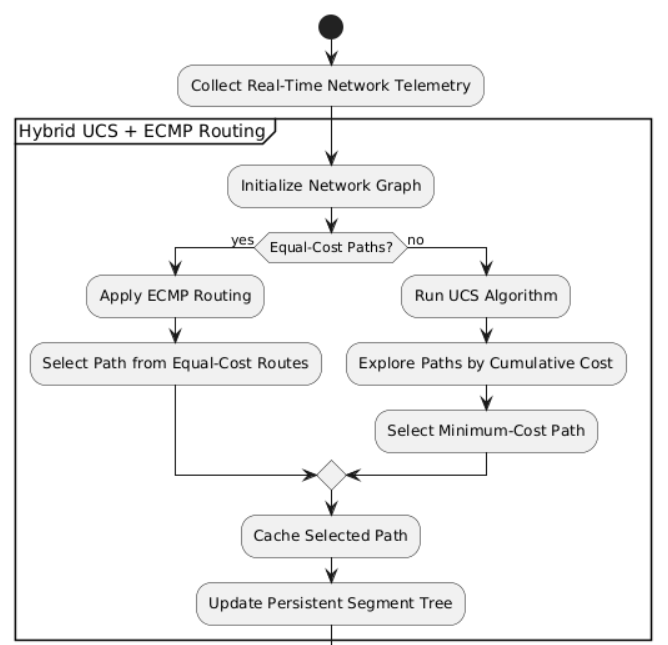 Collect Real-Time Network Telemetry
Hybrid UCS + ECMP Routing
Initialize Network Graph
yes
Equal-Cost Paths?
no
Apply ECMP Routing
Run UCS Algorithm
Select Path from Equal-Cost Routes
Explore Paths by Cumulative Cost
Select Minimum-Cost Path
Cache Selected Path
Update Persistent Segment Tree